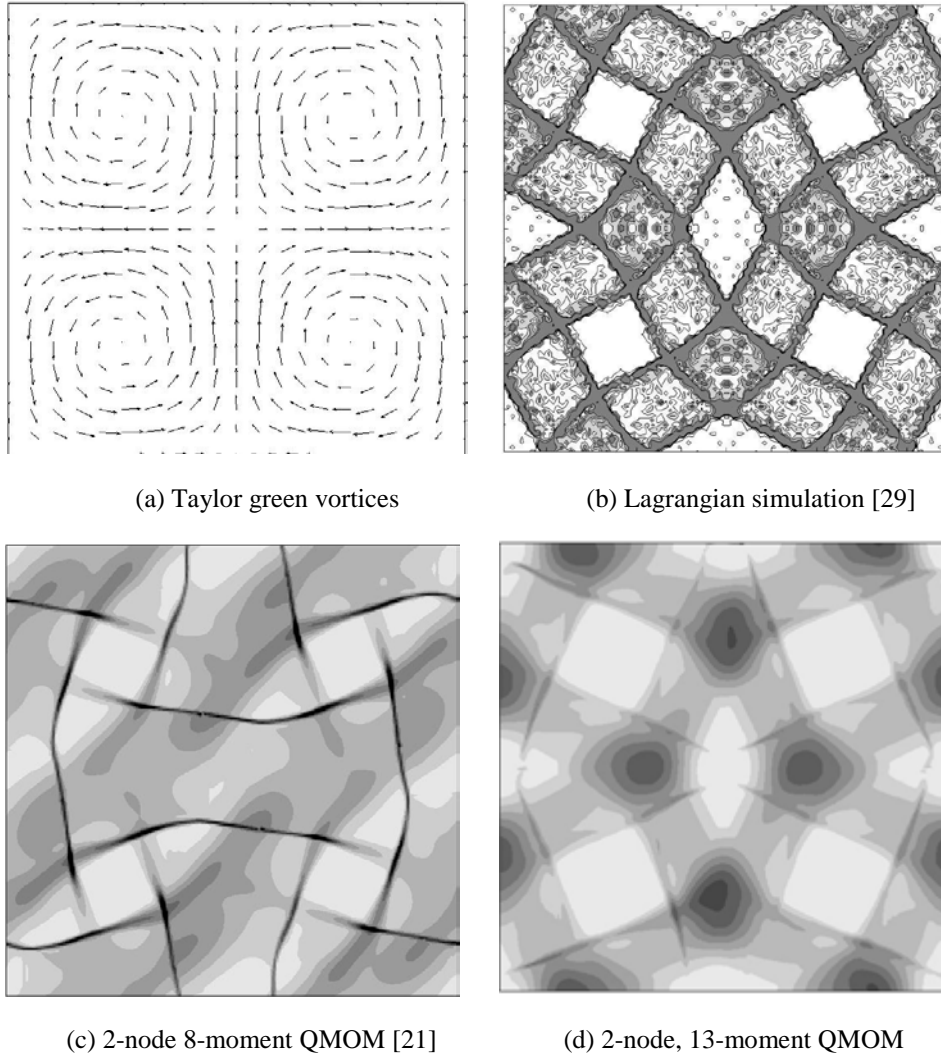 (a) Taylor green vortices
(b) Lagrangian simulation [29]
(c) 2-node 8-moment QMOM [21]
(d) 2-node, 13-moment QMOM